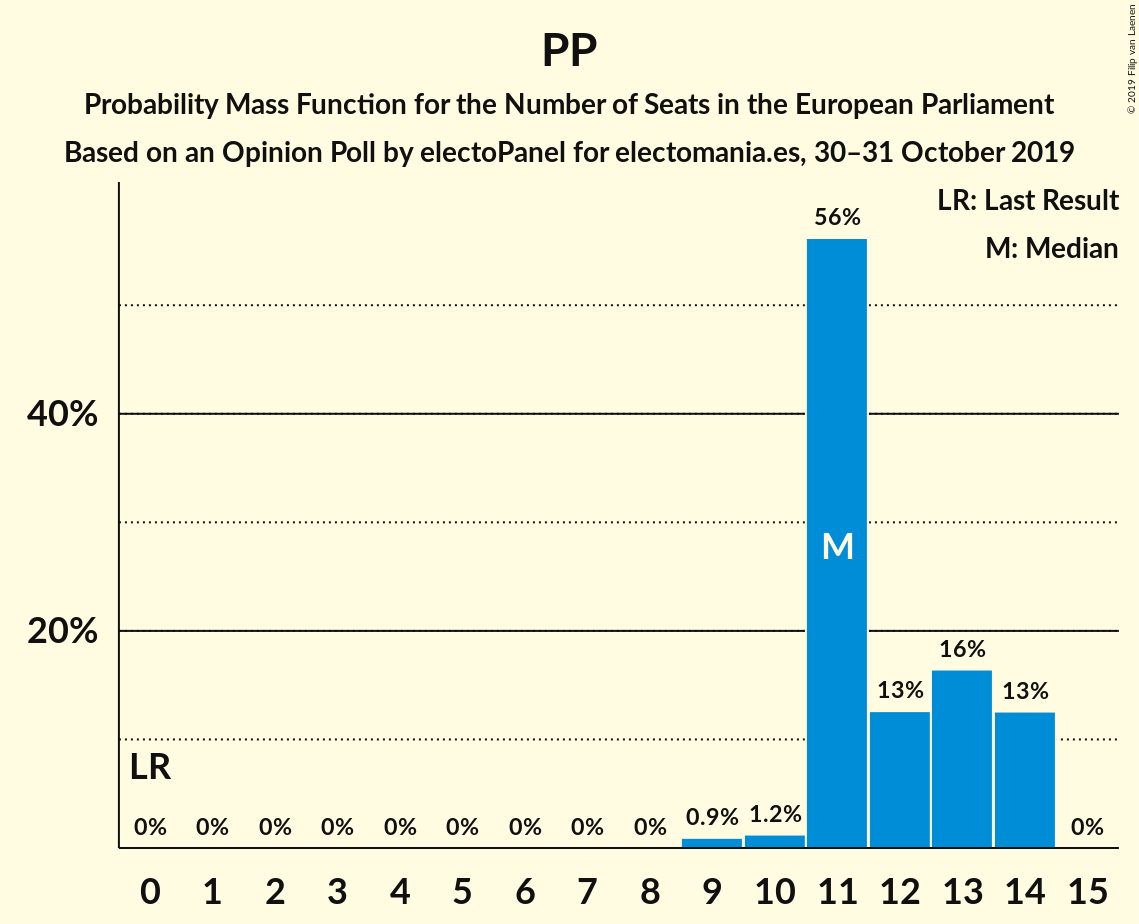 PP
Probability Mass Function for the Number of Seats in the European Parliament
Based on an Opinion Poll by electoPanel for electomania.es, 30–31 October 2019
© 2019 Filip van Laenen
LR: Last Result
M: Median
56%
40%
M
20%
16%
13%
13%
LR
0% 0% 0% 0% 0% 0% 0% 0% 0% 0.9% 1.2% 0%
0 1 2 3 4 5 6 7 8 9 10 11 12 13 14 15